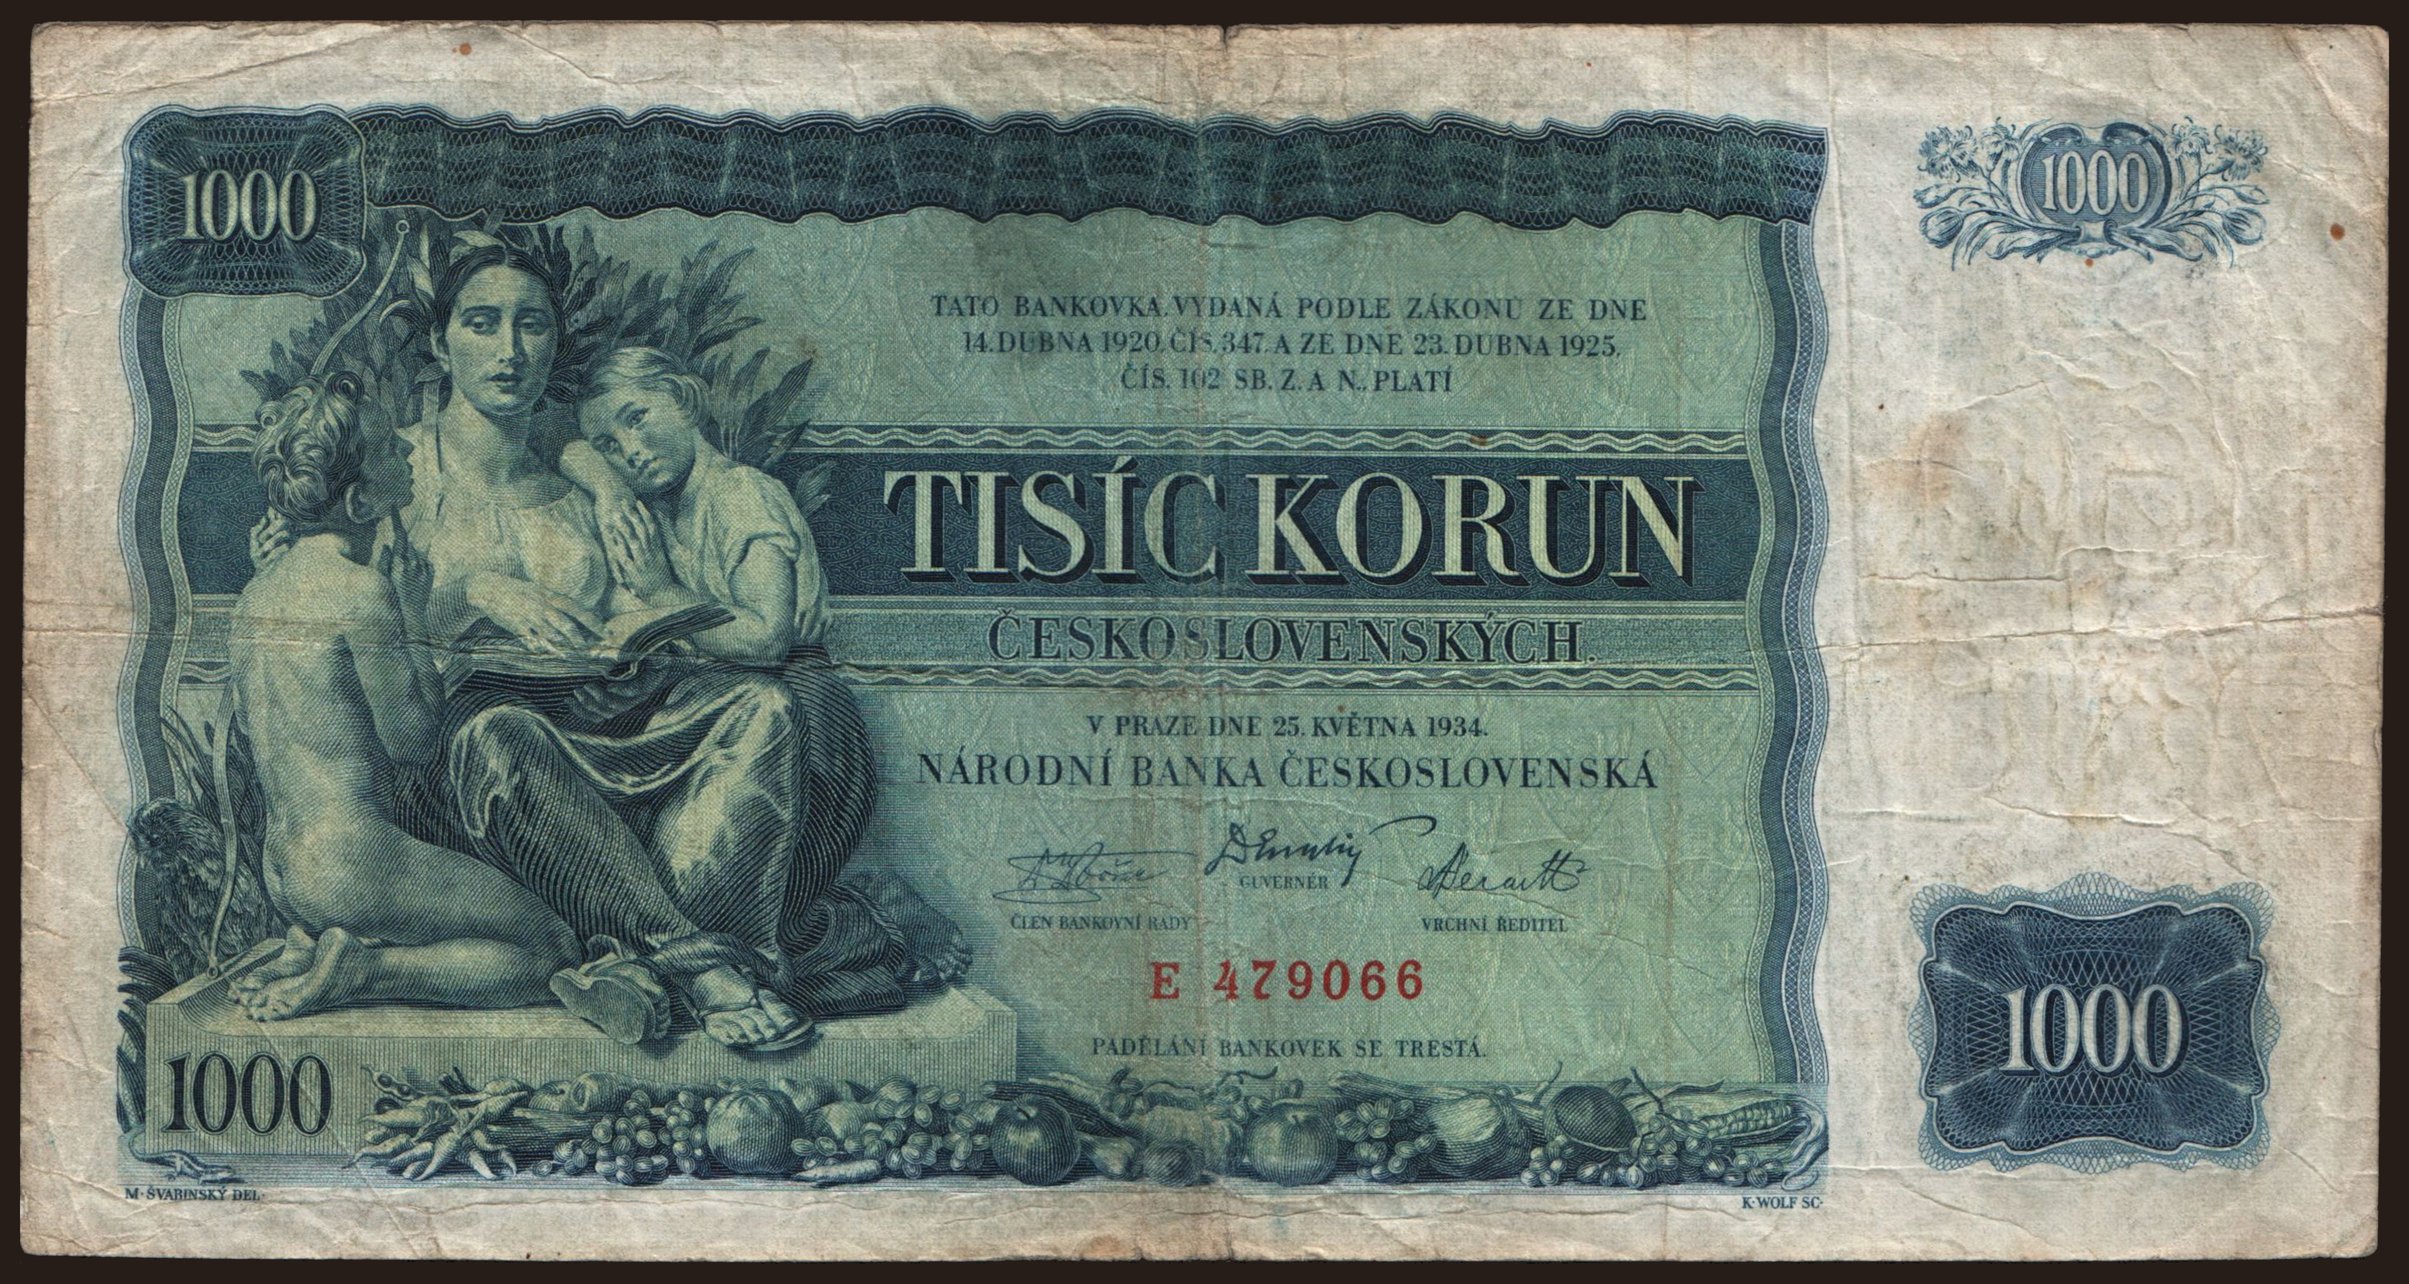 1000
1000
TATO BANKOVKA, VYDANÁ PODLE ZÁKONŮ ZE DNE
14. DUBNA 1920, ČÍS. 347, A ZE DNE 23. DUBNA 1925,
ČÍS. 102 SB. Z. A N., PLATÍ
TISÍC KORUN
ČESKOSLOVENSKÝCH.
V PRAZE DNE 25. KVĚTNA 1934.
NÁRODNÍ BANKA ČESKOSLOVENSKÁ
GUVERNÉR
ČLEN BANKOVNÍ RADY
VRCHNÍ ŘEDITEL
E 479066
PADĚLÁNÍ BANKOVEK SE TRESTÁ.
1000
1000
M·ŠVABINSKÝ DEL·
K·WOLF SC·